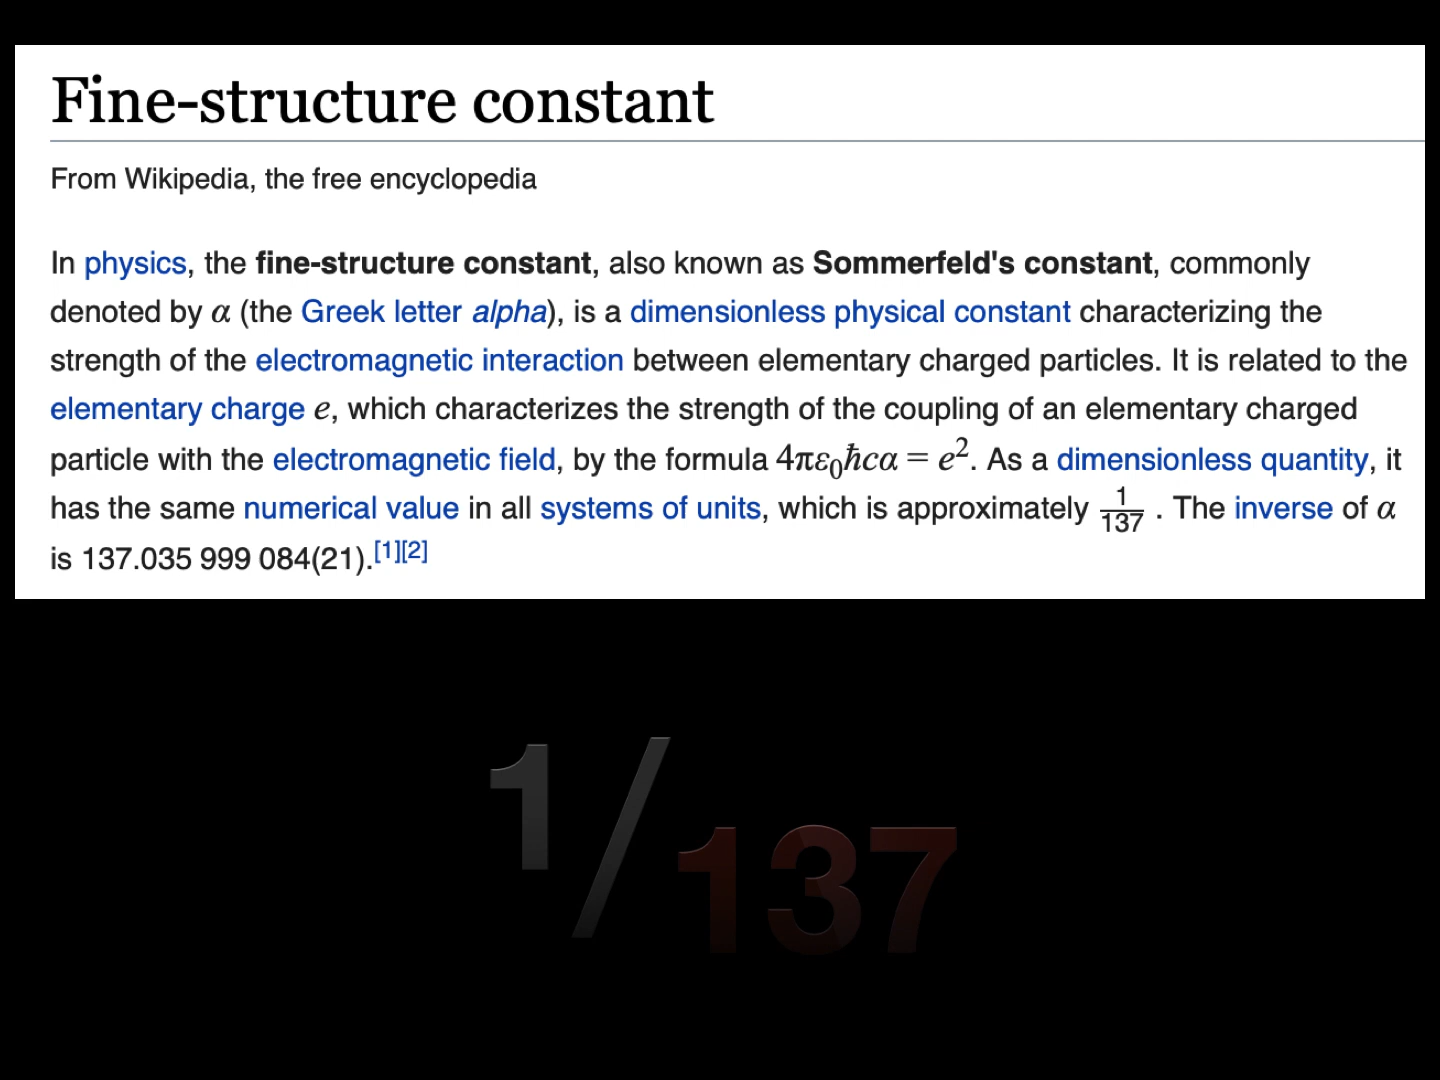 Fine-structure constant
From Wikipedia, the free encyclopedia
In physics, the fine-structure constant, also known as Sommerfeld's constant, commonly
denoted by α (the Greek letter alpha), is a dimensionless physical constant characterizing the
strength of the electromagnetic interaction between elementary charged particles. It is related to the
elementary charge e, which characterizes the strength of the coupling of an elementary charged
particle with the electromagnetic field, by the formula 4πε₀ħcα = e². As a dimensionless quantity, it
has the same numerical value in all systems of units, which is approximately 1/137 . The inverse of α
is 137.035 999 084(21).[1][2]
1/137